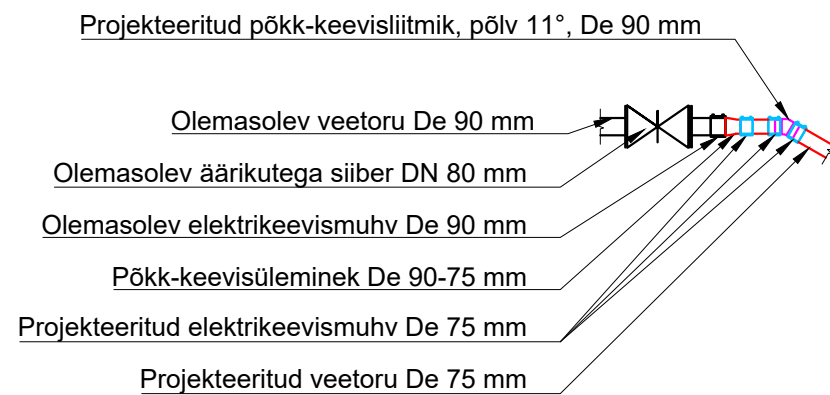 Projekteeritud põkk-keevisliitmik, põlv 11°, De 90 mm
Olemasolev veetoru De 90 mm
Olemasolev äärikutega siiber DN 80 mm
Olemasolev elektrikeevismuhv De 90 mm
Põkk-keevisüleminek De 90-75 mm
Projekteeritud elektrikeevismuhv De 75 mm
Projekteeritud veetoru De 75 mm